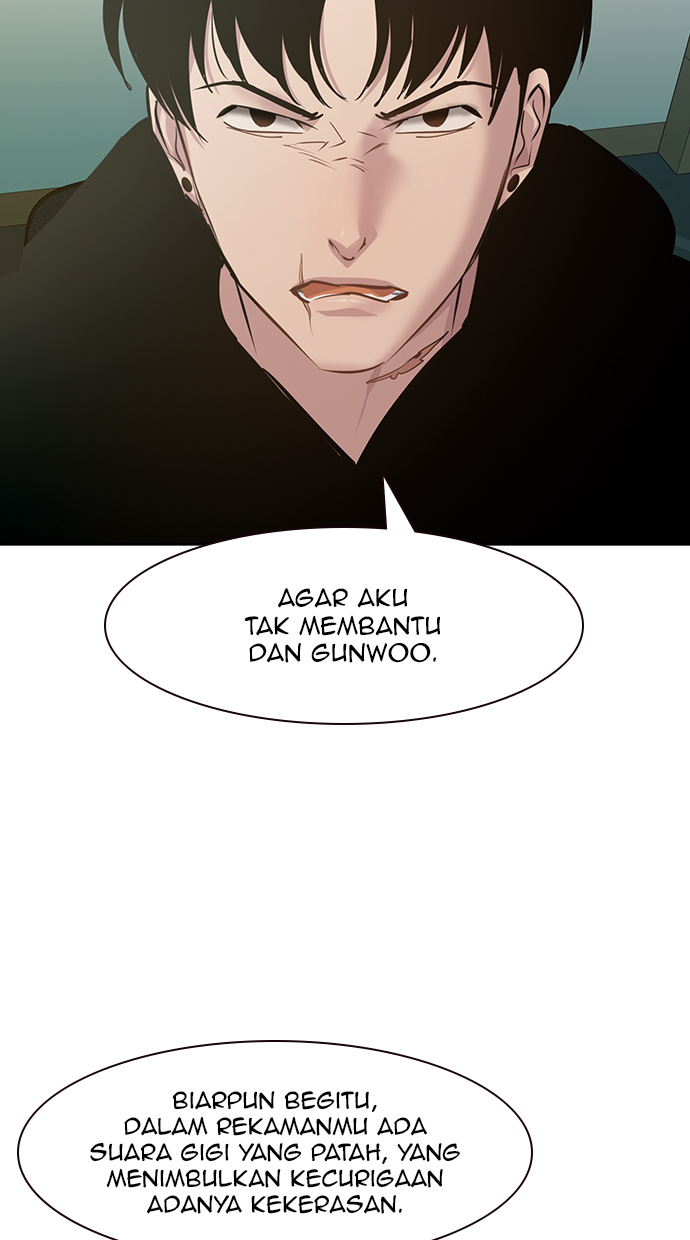 AGAR AKU
TAK MEMBANTU
DAN GUNWOO.
BIARPUN BEGITU,
DALAM REKAMANMU ADA
SUARA GIGI YANG PATAH, YANG
MENIMBULKAN KECURIGAAN
ADANYA KEKERASAN.